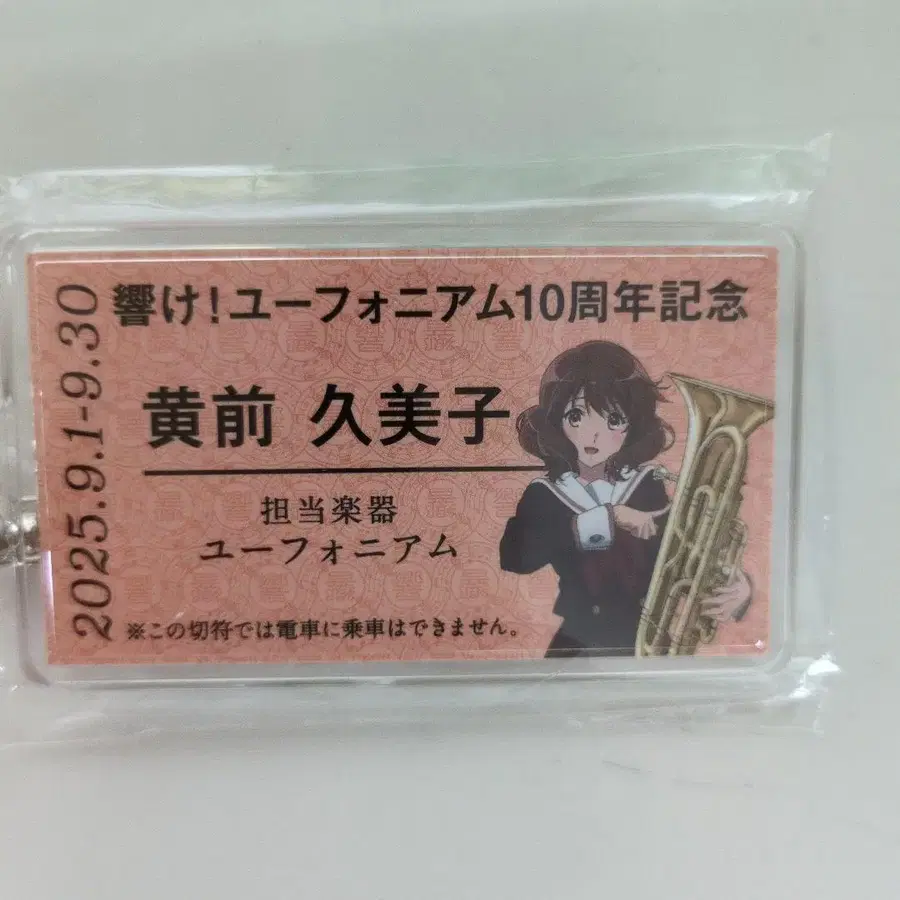 響け!ユーフォニアム10周年記念
黄前 久美子
担当楽器
ユーフォニアム
※この切符では電車に乗車はできません。
2025.9.1-9.30